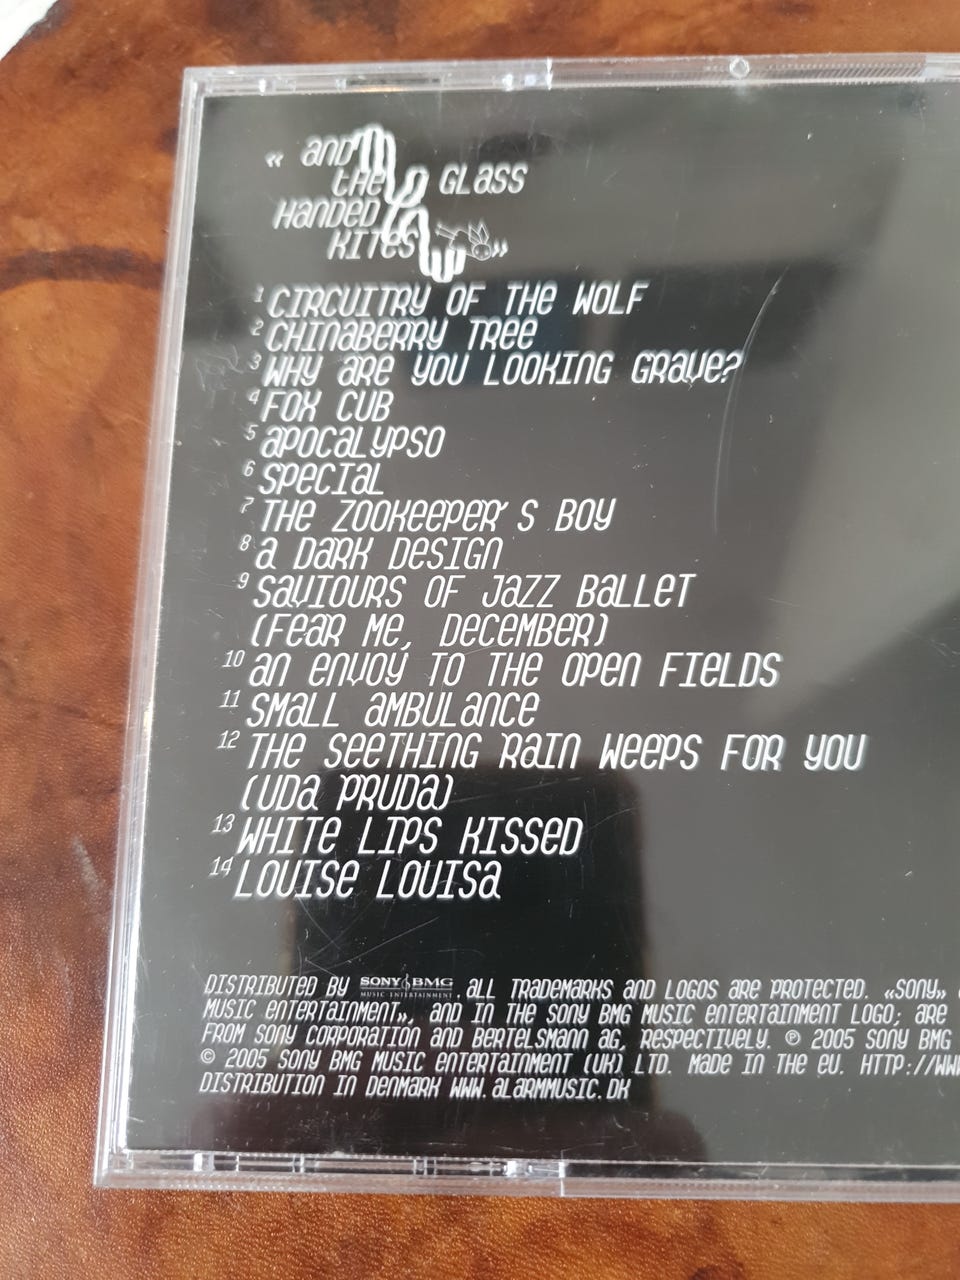 « AND
THE GLASS
HANDED
KITES »
1 CIRCUITRY OF THE WOLF
2 CHINABERRY TREE
3 WHY ARE YOU LOOKING GRAVE?
4 FOX CUB
5 APOCALYPSO
6 SPECIAL
7 THE ZOOKEEPER'S BOY
8 A DARK DESIGN
9 SAVIOURS OF JAZZ BALLET
(FEAR ME, DECEMBER)
10 AN ENVOY TO THE OPEN FIELDS
11 SMALL AMBULANCE
12 THE SEETHING RAIN WEEPS FOR YOU
(UDA PRUDA)
13 WHITE LIPS KISSED
14 LOUISE LOUISA
DISTRIBUTED BY SONY BMG MUSIC ENTERTAINMENT. ALL TRADEMARKS AND LOGOS ARE PROTECTED. «SONY»
MUSIC ENTERTAINMENT», AND IN THE SONY BMG MUSIC ENTERTAINMENT LOGO; ARE
FROM SONY CORPORATION AND BERTELSMANN AG, RESPECTIVELY. ℗ 2005 SONY BMG
© 2005 SONY BMG MUSIC ENTERTAINMENT (UK) LTD. MADE IN THE EU. HTTP://WWW
DISTRIBUTION IN DENMARK WWW.ALARMMUSIC.DK